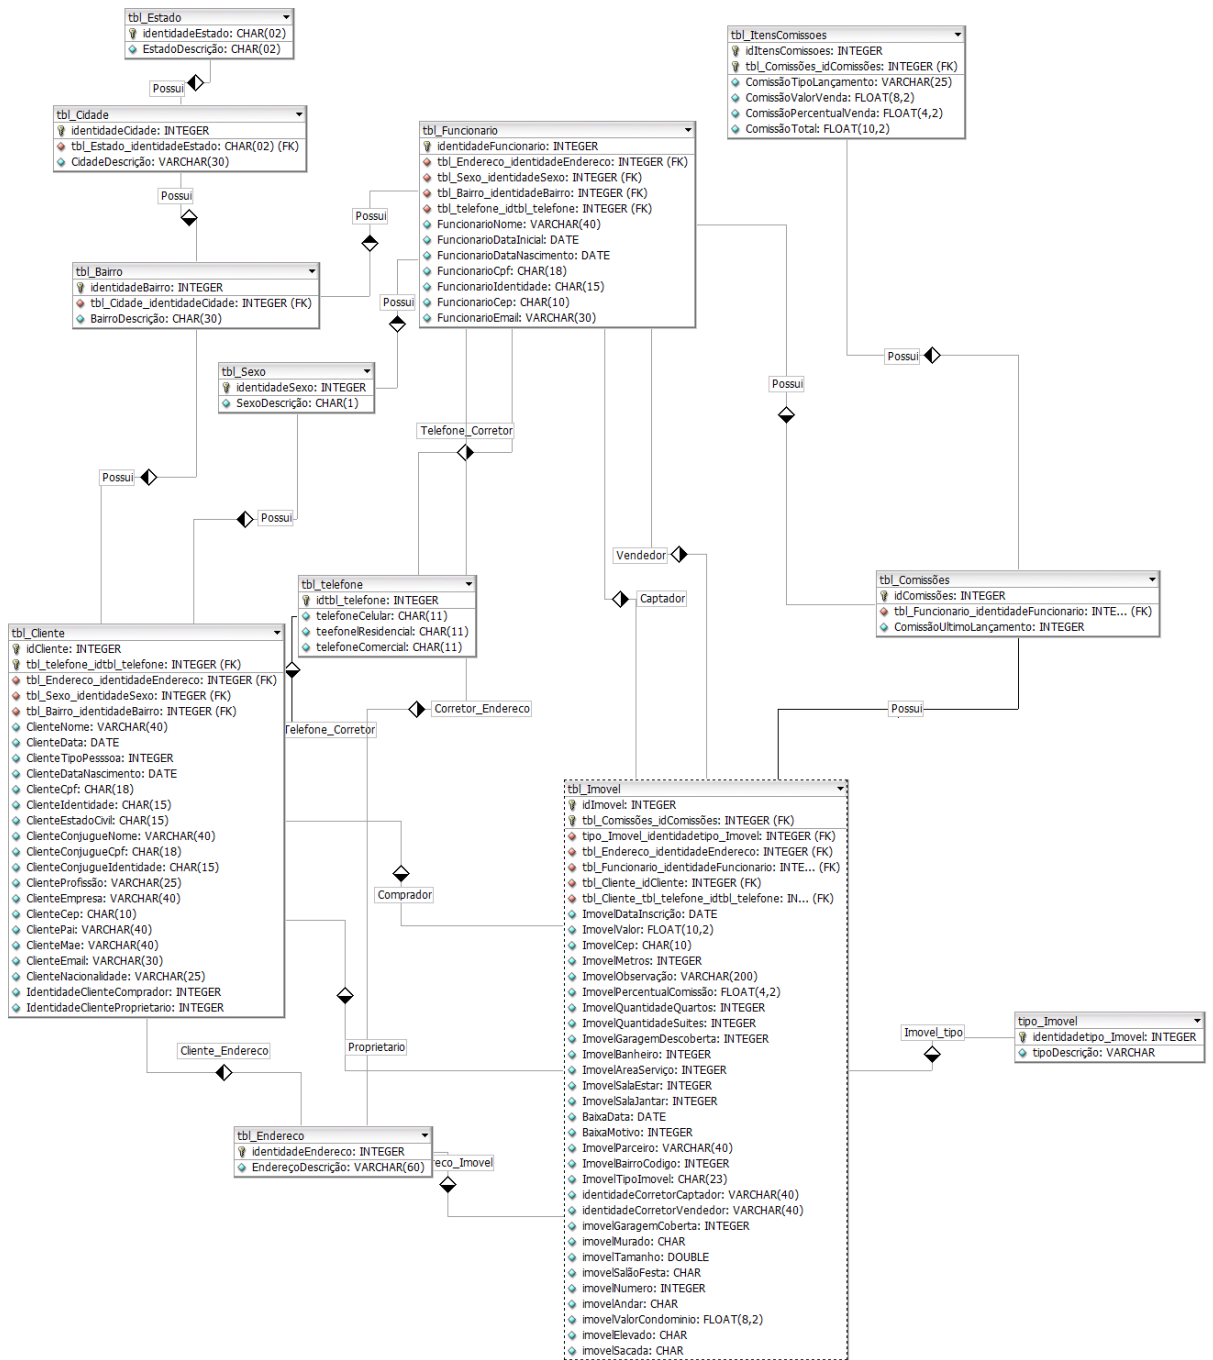 tbl_Estado
identidadeEstado: CHAR(02)
EstadoDescrição: CHAR(02)
Possui
tbl_Cidade
identidadeCidade: INTEGER
tbl_Estado_identidadeEstado: CHAR(02) (FK)
CidadeDescrição: VARCHAR(30)
Possui
tbl_Bairro
identidadeBairro: INTEGER
tbl_Cidade_identidadeCidade: INTEGER (FK)
BairroDescrição: CHAR(30)
Possui
tbl_Sexo
identidadeSexo: INTEGER
SexoDescrição: CHAR(1)
Possui
Possui
Possui
tbl_Funcionario
identidadeFuncionario: INTEGER
tbl_Endereco_identidadeEndereco: INTEGER (FK)
tbl_Sexo_identidadeSexo: INTEGER (FK)
tbl_Bairro_identidadeBairro: INTEGER (FK)
tbl_telefone_idtbl_telefone: INTEGER (FK)
FuncionarioNome: VARCHAR(40)
FuncionarioDataInicial: DATE
FuncionarioDataNascimento: DATE
FuncionarioCpf: CHAR(18)
FuncionarioIdentidade: CHAR(15)
FuncionarioCep: CHAR(10)
FuncionarioEmail: VARCHAR(30)
tbl_ItensComissoes
idItensComissoes: INTEGER
tbl_Comissões_idComissões: INTEGER (FK)
ComissãoTipoLançamento: VARCHAR(25)
ComissãoValorVenda: FLOAT(8,2)
ComissãoPercentualVenda: FLOAT(4,2)
ComissãoTotal: FLOAT(10,2)
Possui
Possui
Telefone_Corretor
Vendedor
Captador
tbl_telefone
idtbl_telefone: INTEGER
telefoneCelular: CHAR(11)
teefonelResidencial: CHAR(11)
telefoneComercial: CHAR(11)
tbl_Comissões
idComissões: INTEGER
tbl_Funcionario_identidadeFuncionario: INTE... (FK)
ComissãoUltimoLançamento: INTEGER
Possui
Corretor_Endereco
Telefone_Corretor
tbl_Cliente
idCliente: INTEGER
tbl_telefone_idtbl_telefone: INTEGER (FK)
tbl_Endereco_identidadeEndereco: INTEGER (FK)
tbl_Sexo_identidadeSexo: INTEGER (FK)
tbl_Bairro_identidadeBairro: INTEGER (FK)
ClienteNome: VARCHAR(40)
ClienteData: DATE
ClienteTipoPesssoa: INTEGER
ClienteDataNascimento: DATE
ClienteCpf: CHAR(18)
ClienteIdentidade: CHAR(15)
ClienteEstadoCivil: CHAR(15)
ClienteConjugueNome: VARCHAR(40)
ClienteConjugueCpf: CHAR(18)
ClienteConjugueIdentidade: CHAR(15)
ClienteProfissão: VARCHAR(25)
ClienteEmpresa: VARCHAR(40)
ClienteCep: CHAR(10)
ClientePai: VARCHAR(40)
ClienteMae: VARCHAR(40)
ClienteEmail: VARCHAR(30)
ClienteNacionalidade: VARCHAR(25)
IdentidadeClienteComprador: INTEGER
IdentidadeClienteProprietario: INTEGER
Comprador
Proprietario
Cliente_Endereco
tbl_Endereco
identidadeEndereco: INTEGER
EndereçoDescrição: VARCHAR(60)
reco_Imovel
tbl_Imovel
idImovel: INTEGER
tbl_Comissões_idComissões: INTEGER (FK)
tipo_Imovel_identidadetipo_Imovel: INTEGER (FK)
tbl_Endereco_identidadeEndereco: INTEGER (FK)
tbl_Funcionario_identidadeFuncionario: INTE... (FK)
tbl_Cliente_idCliente: INTEGER (FK)
tbl_Cliente_tbl_telefone_idtbl_telefone: IN... (FK)
ImovelDataInscrição: DATE
ImovelValor: FLOAT(10,2)
ImovelCep: CHAR(10)
ImovelMetros: INTEGER
ImovelObservação: VARCHAR(200)
ImovelPercentualComissão: FLOAT(4,2)
ImovelQuantidadeQuartos: INTEGER
ImovelQuantidadeSuites: INTEGER
ImovelGaragemDescoberta: INTEGER
ImovelBanheiro: INTEGER
ImovelAreaServiço: INTEGER
ImovelSalaEstar: INTEGER
ImovelSalaJantar: INTEGER
BaixaData: DATE
BaixaMotivo: INTEGER
ImovelParceiro: VARCHAR(40)
ImovelBairroCodigo: INTEGER
ImovelTipoImovel: CHAR(23)
identidadeCorretorCaptador: VARCHAR(40)
identidadeCorretorVendedor: VARCHAR(40)
imovelGaragemCoberta: INTEGER
imovelMurado: CHAR
imovelTamanho: DOUBLE
imovelSalãoFesta: CHAR
imovelNumero: INTEGER
imovelAndar: CHAR
imovelValorCondominio: FLOAT(8,2)
imovelElevado: CHAR
imovelSacada: CHAR
Imovel_tipo
tipo_Imovel
identidadetipo_Imovel: INTEGER
tipoDescrição: VARCHAR